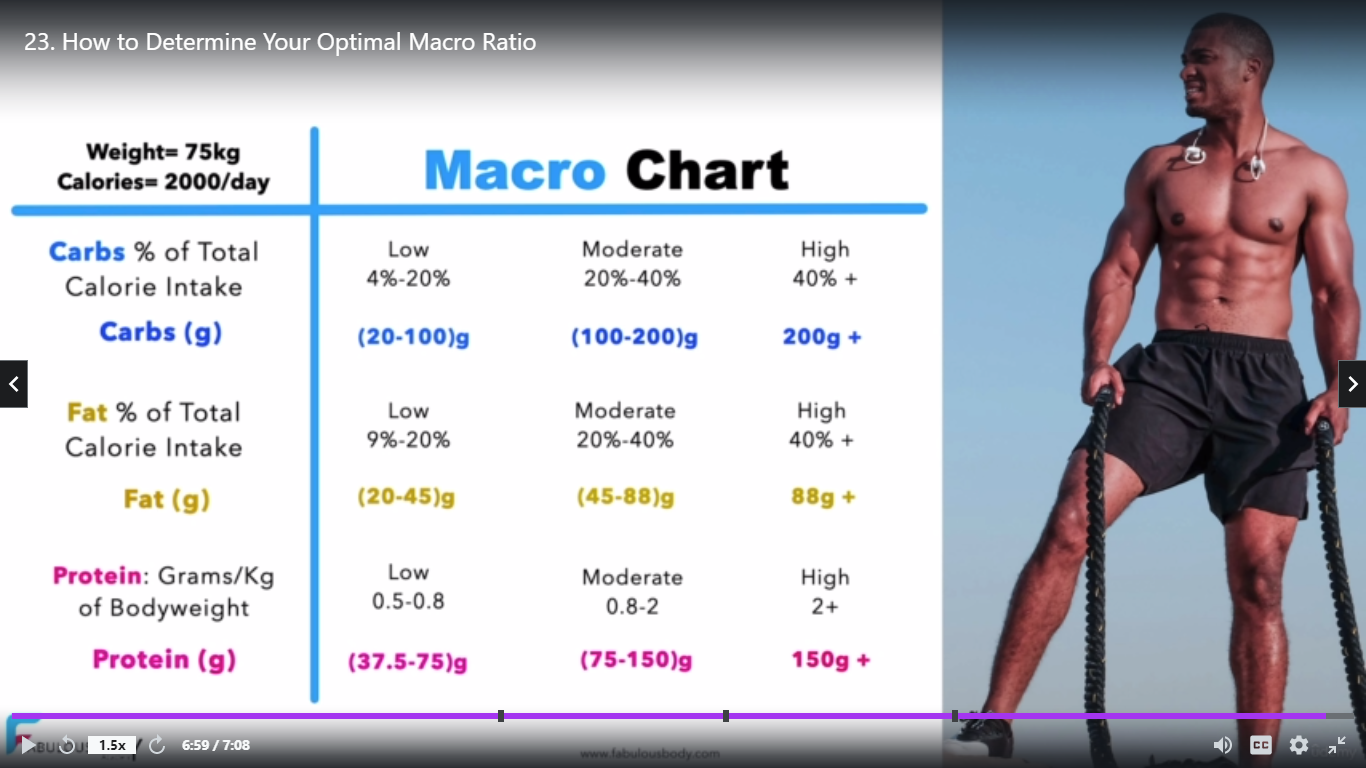 23. How to Determine Your Optimal Macro Ratio
Weight= 75kg
Calories= 2000/day
Macro Chart
Carbs % of Total
Calorie Intake
Low
4%-20%
Moderate
20%-40%
High
40% +
Carbs (g)
(20-100)g
(100-200)g
200g +
Fat % of Total
Calorie Intake
Low
9%-20%
Moderate
20%-40%
High
40% +
Fat (g)
(20-45)g
(45-88)g
88g +
Protein: Grams/Kg
of Bodyweight
Low
0.5-0.8
Moderate
0.8-2
High
2+
Protein (g)
(37.5-75)g
(75-150)g
150g +
1.5x
6:59 / 7:08
www.fabulousbody.com
CC